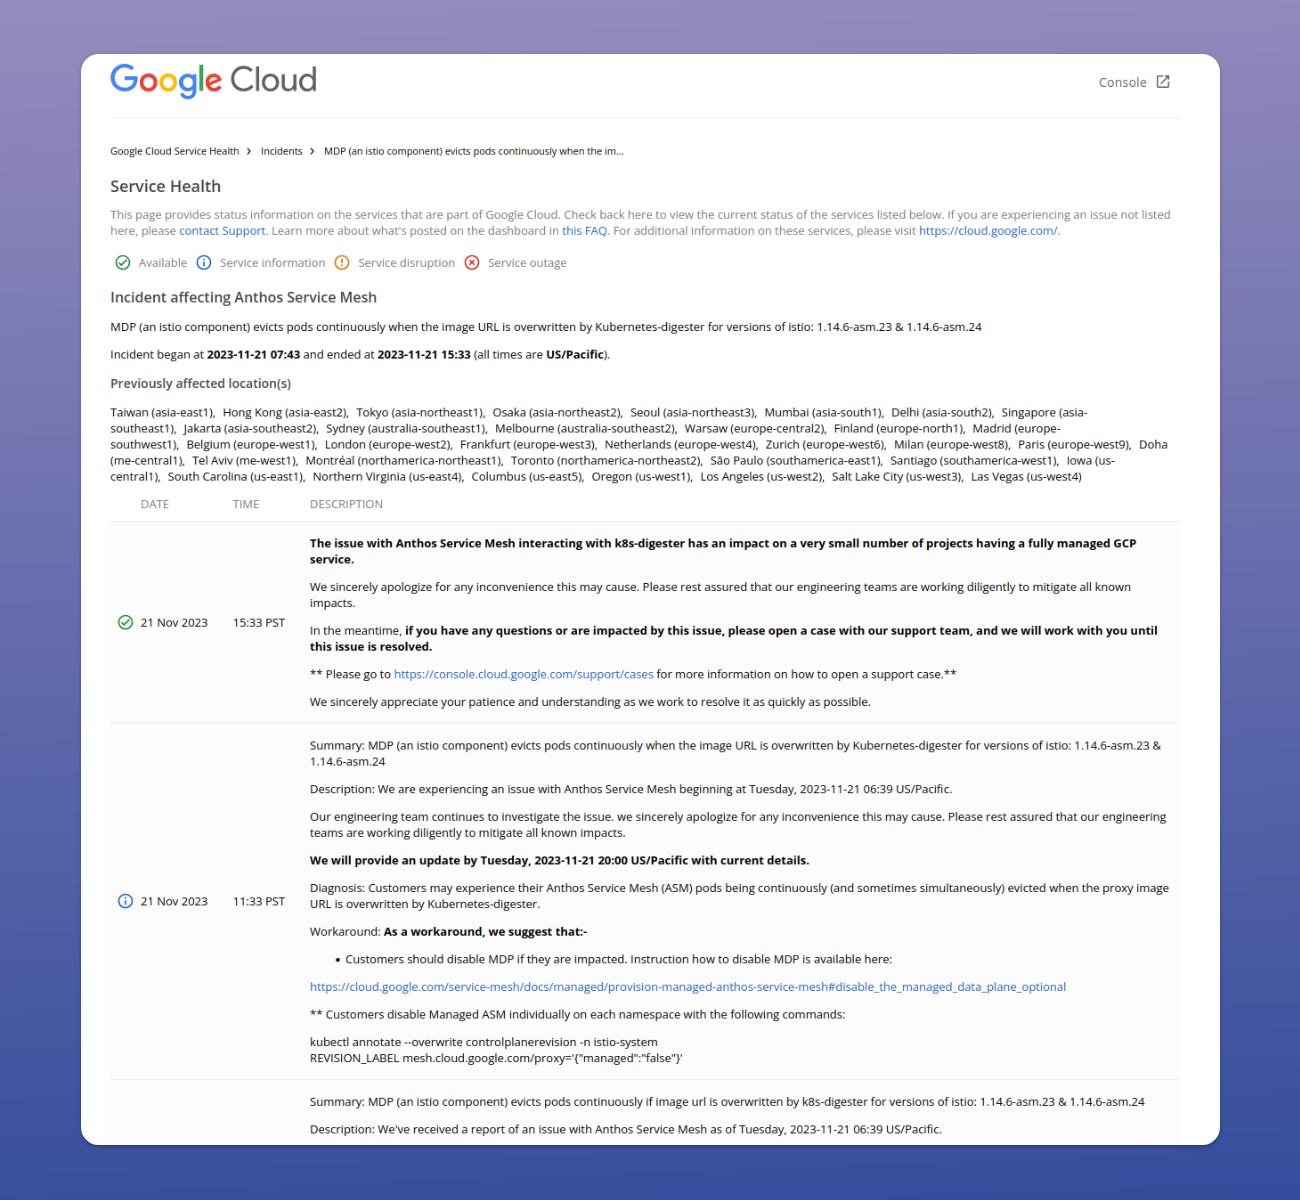 Google Cloud
Console
Google Cloud Service Health > Incidents > MDP (an istio component) evicts pods continuously when the im...
Service Health
This page provides status information on the services that are part of Google Cloud. Check back here to view the current status of the services listed below. If you are experiencing an issue not listed
here, please contact Support. Learn more about what's posted on the dashboard in this FAQ. For additional information on these services, please visit https://cloud.google.com/.
Available Service information Service disruption Service outage
Incident affecting Anthos Service Mesh
MDP (an istio component) evicts pods continuously when the image URL is overwritten by Kubernetes-digester for versions of istio: 1.14.6-asm.23 & 1.14.6-asm.24
Incident began at 2023-11-21 07:43 and ended at 2023-11-21 15:33 (all times are US/Pacific).
Previously affected location(s)
Taiwan (asia-east1), Hong Kong (asia-east2), Tokyo (asia-northeast1), Osaka (asia-northeast2), Seoul (asia-northeast3), Mumbai (asia-south1), Delhi (asia-south2), Singapore (asia-
southeast1), Jakarta (asia-southeast2), Sydney (australia-southeast1), Melbourne (australia-southeast2), Warsaw (europe-central2), Finland (europe-north1), Madrid (europe-
southwest1), Belgium (europe-west1), London (europe-west2), Frankfurt (europe-west3), Netherlands (europe-west4), Zurich (europe-west6), Milan (europe-west8), Paris (europe-west9), Doha
(me-central1), Tel Aviv (me-west1), Montréal (northamerica-northeast1), Toronto (northamerica-northeast2), São Paulo (southamerica-east1), Santiago (southamerica-west1), Iowa (us-
central1), South Carolina (us-east1), Northern Virginia (us-east4), Columbus (us-east5), Oregon (us-west1), Los Angeles (us-west2), Salt Lake City (us-west3), Las Vegas (us-west4)
DATE TIME DESCRIPTION
21 Nov 2023 15:33 PST
The issue with Anthos Service Mesh interacting with k8s-digester has an impact on a very small number of projects having a fully managed GCP
service.
We sincerely apologize for any inconvenience this may cause. Please rest assured that our engineering teams are working diligently to mitigate all known
impacts.
In the meantime, if you have any questions or are impacted by this issue, please open a case with our support team, and we will work with you until
this issue is resolved.
** Please go to https://console.cloud.google.com/support/cases for more information on how to open a support case.**
We sincerely appreciate your patience and understanding as we work to resolve it as quickly as possible.
21 Nov 2023 11:33 PST
Summary: MDP (an istio component) evicts pods continuously when the image URL is overwritten by Kubernetes-digester for versions of istio: 1.14.6-asm.23 &
1.14.6-asm.24
Description: We are experiencing an issue with Anthos Service Mesh beginning at Tuesday, 2023-11-21 06:39 US/Pacific.
Our engineering team continues to investigate the issue. we sincerely apologize for any inconvenience this may cause. Please rest assured that our engineering
teams are working diligently to mitigate all known impacts.
We will provide an update by Tuesday, 2023-11-21 20:00 US/Pacific with current details.
Diagnosis: Customers may experience their Anthos Service Mesh (ASM) pods being continuously (and sometimes simultaneously) evicted when the proxy image
URL is overwritten by Kubernetes-digester.
Workaround: As a workaround, we suggest that:-
• Customers should disable MDP if they are impacted. Instruction how to disable MDP is available here:
https://cloud.google.com/service-mesh/docs/managed/provision-managed-anthos-service-mesh#disable_the_managed_data_plane_optional
** Customers disable Managed ASM individually on each namespace with the following commands:
kubectl annotate --overwrite controlplanerevision -n istio-system
REVISION_LABEL mesh.cloud.google.com/proxy='{"managed":"false"}'
Summary: MDP (an istio component) evicts pods continuously if image url is overwritten by k8s-digester for versions of istio: 1.14.6-asm.23 & 1.14.6-asm.24
Description: We've received a report of an issue with Anthos Service Mesh as of Tuesday, 2023-11-21 06:39 US/Pacific.